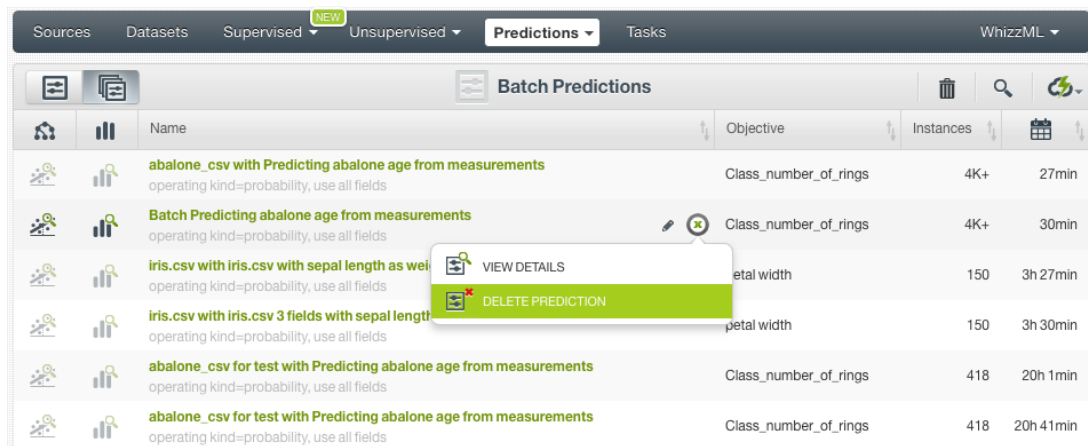 NEW
Sources Datasets Supervised Unsupervised Predictions Tasks WhizzML
Batch Predictions
Name Objective Instances
abalone_csv with Predicting abalone age from measurements
operating kind=probability, use all fields
Class_number_of_rings 4K+ 27min
Batch Predicting abalone age from measurements
operating kind=probability, use all fields
Class_number_of_rings 4K+ 30min
VIEW DETAILS
DELETE PREDICTION
iris.csv with iris.csv with sepal length as wei
operating kind=probability, use all fields
petal width 150 3h 27min
iris.csv with iris.csv 3 fields with sepal length
operating kind=probability, use all fields
petal width 150 3h 30min
abalone_csv for test with Predicting abalone age from measurements
operating kind=probability, use all fields
Class_number_of_rings 418 20h 1min
abalone_csv for test with Predicting abalone age from measurements
operating kind=probability, use all fields
Class_number_of_rings 418 20h 41min